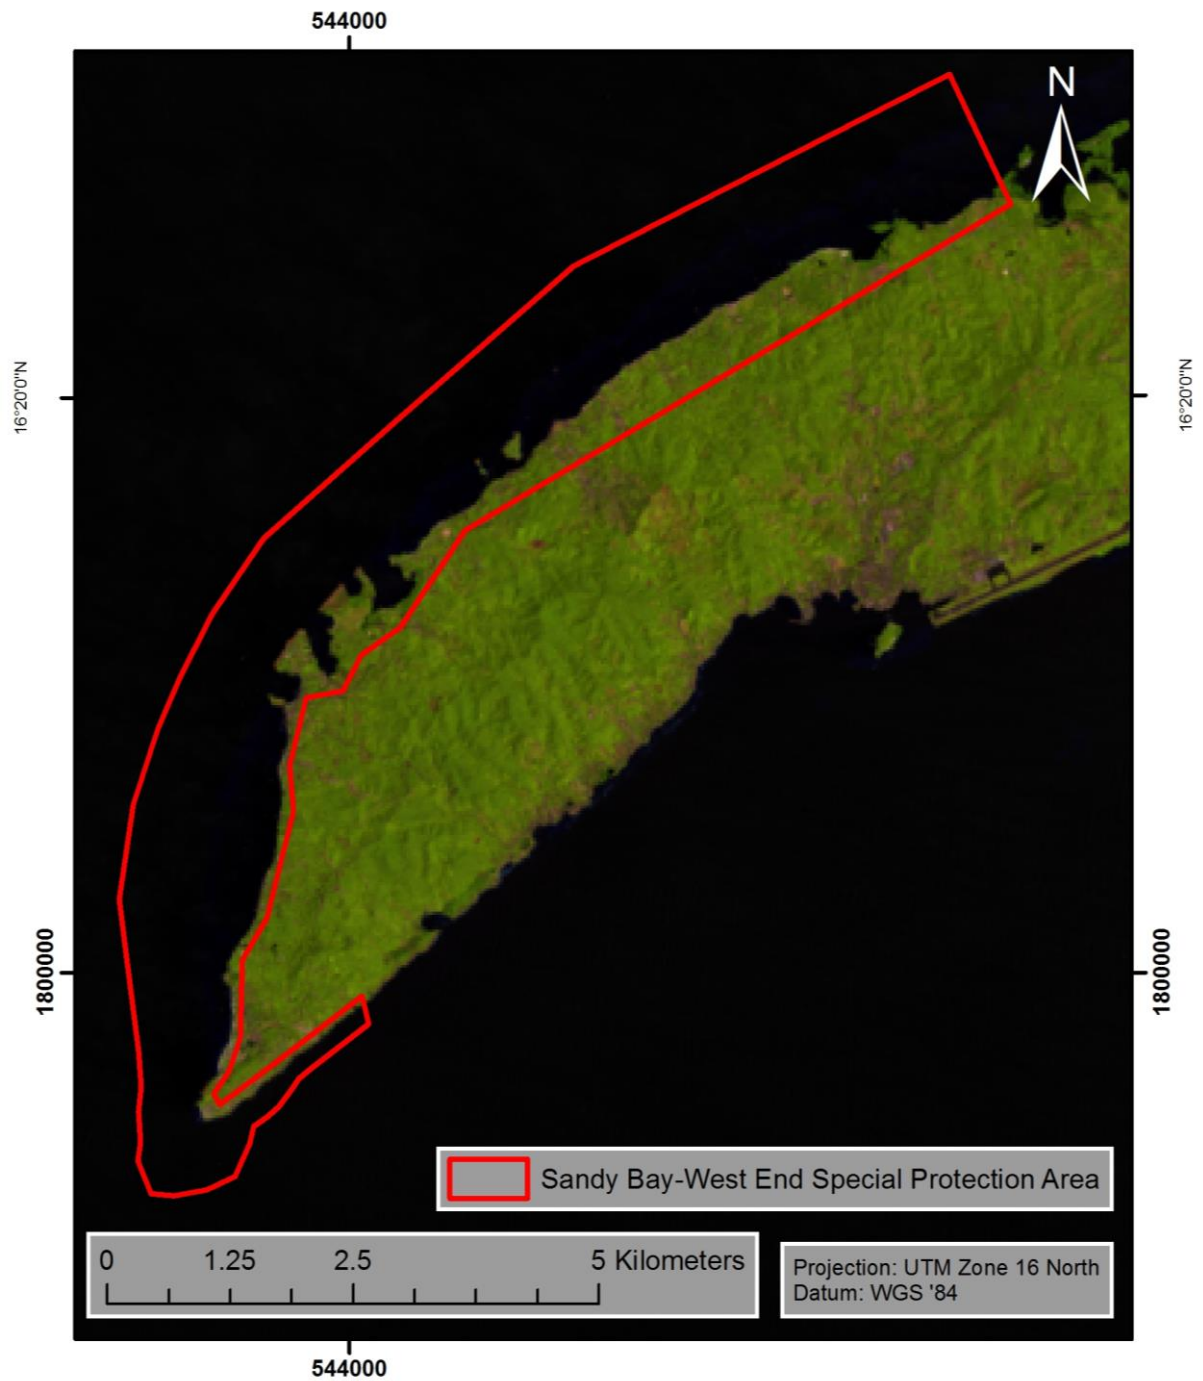 544000
N
16°20'0"N
16°20'0"N
1800000
1800000
Sandy Bay-West End Special Protection Area
0 1.25 2.5 5 Kilometers
Projection: UTM Zone 16 North
Datum: WGS '84
544000